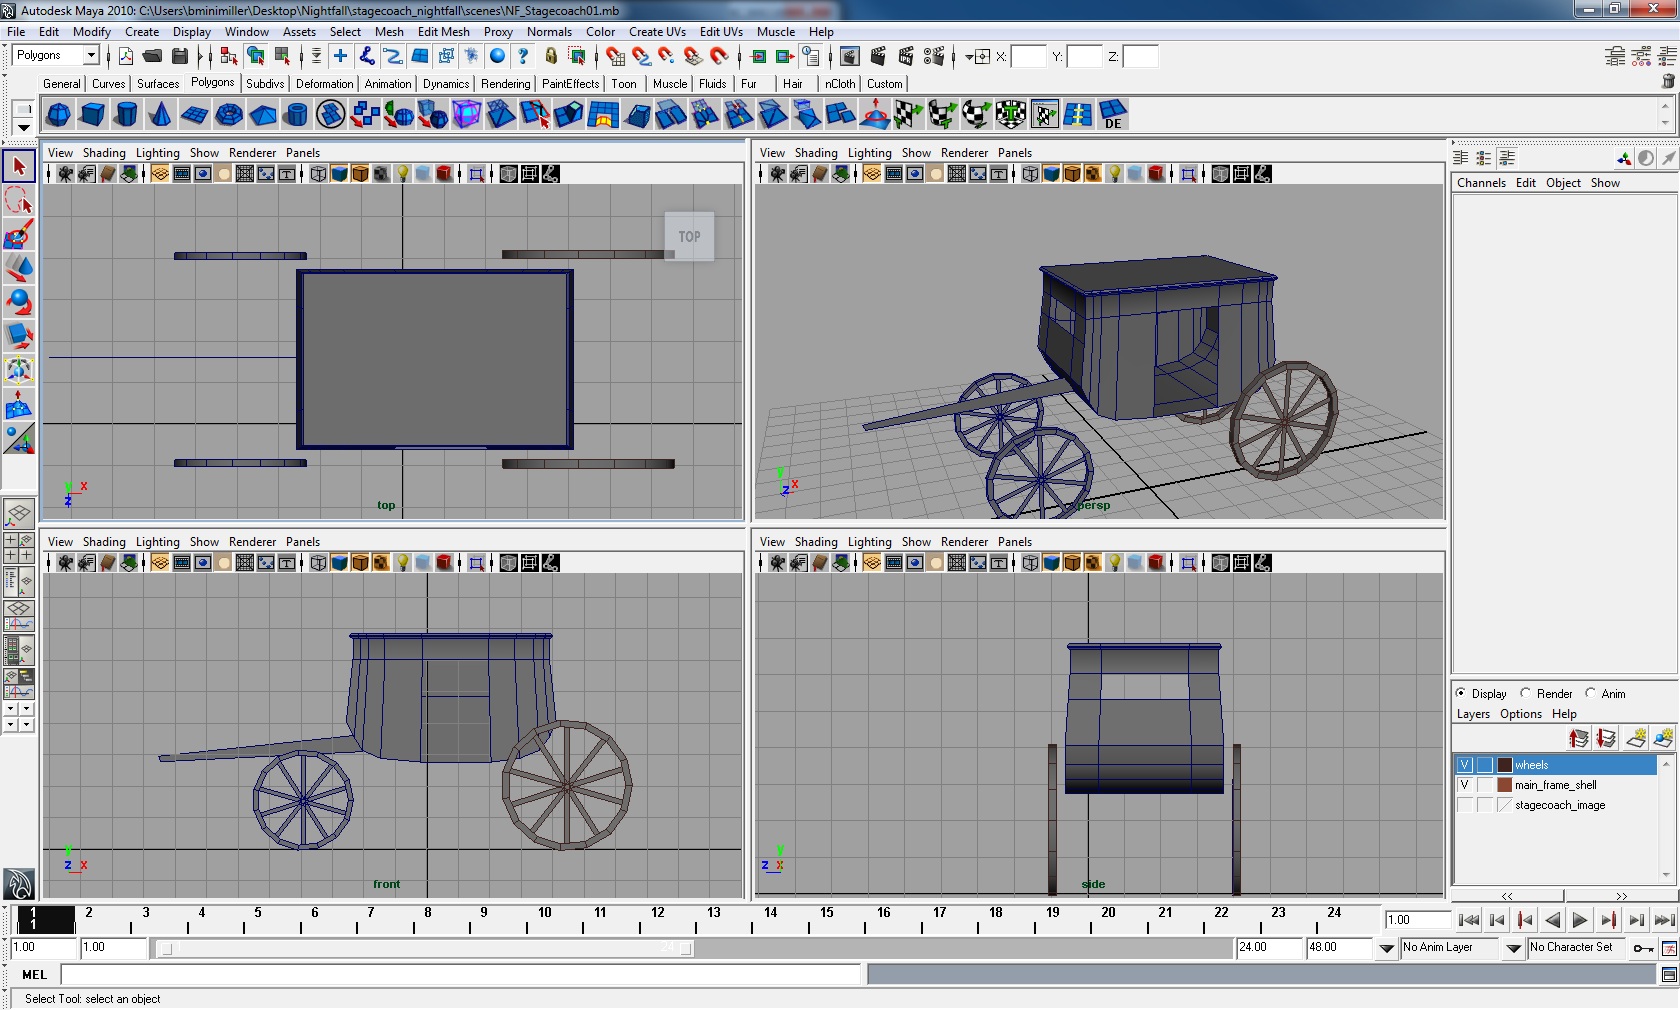 Autodesk Maya 2010: C:\Users\bminimiller\Desktop\Nightfall\stagecoach_nightfall\scenes\NF_Stagecoach01.mb
File Edit Modify Create Display Window Assets Select Mesh Edit Mesh Proxy Normals Color Create UVs Edit UVs Muscle Help
Polygons X: Y: Z:
General Curves Surfaces Polygons Subdivs Deformation Animation Dynamics Rendering PaintEffects Toon Muscle Fluids Fur Hair nCloth Custom
DE
View Shading Lighting Show Renderer Panels
TOP
y x
z
top
View Shading Lighting Show Renderer Panels
y
z x
persp
View Shading Lighting Show Renderer Panels
y
z x
front
View Shading Lighting Show Renderer Panels
y
z x
side
Channels Edit Object Show
Display Render Anim
Layers Options Help
V wheels
V main_frame_shell
stagecoach_image
<< >>
1 2 3 4 5 6 7 8 9 10 11 12 13 14 15 16 17 18 19 20 21 22 23 24 1.00
1
1.00 1.00 24 24.00 48.00 No Anim Layer No Character Set
MEL
Select Tool: select an object